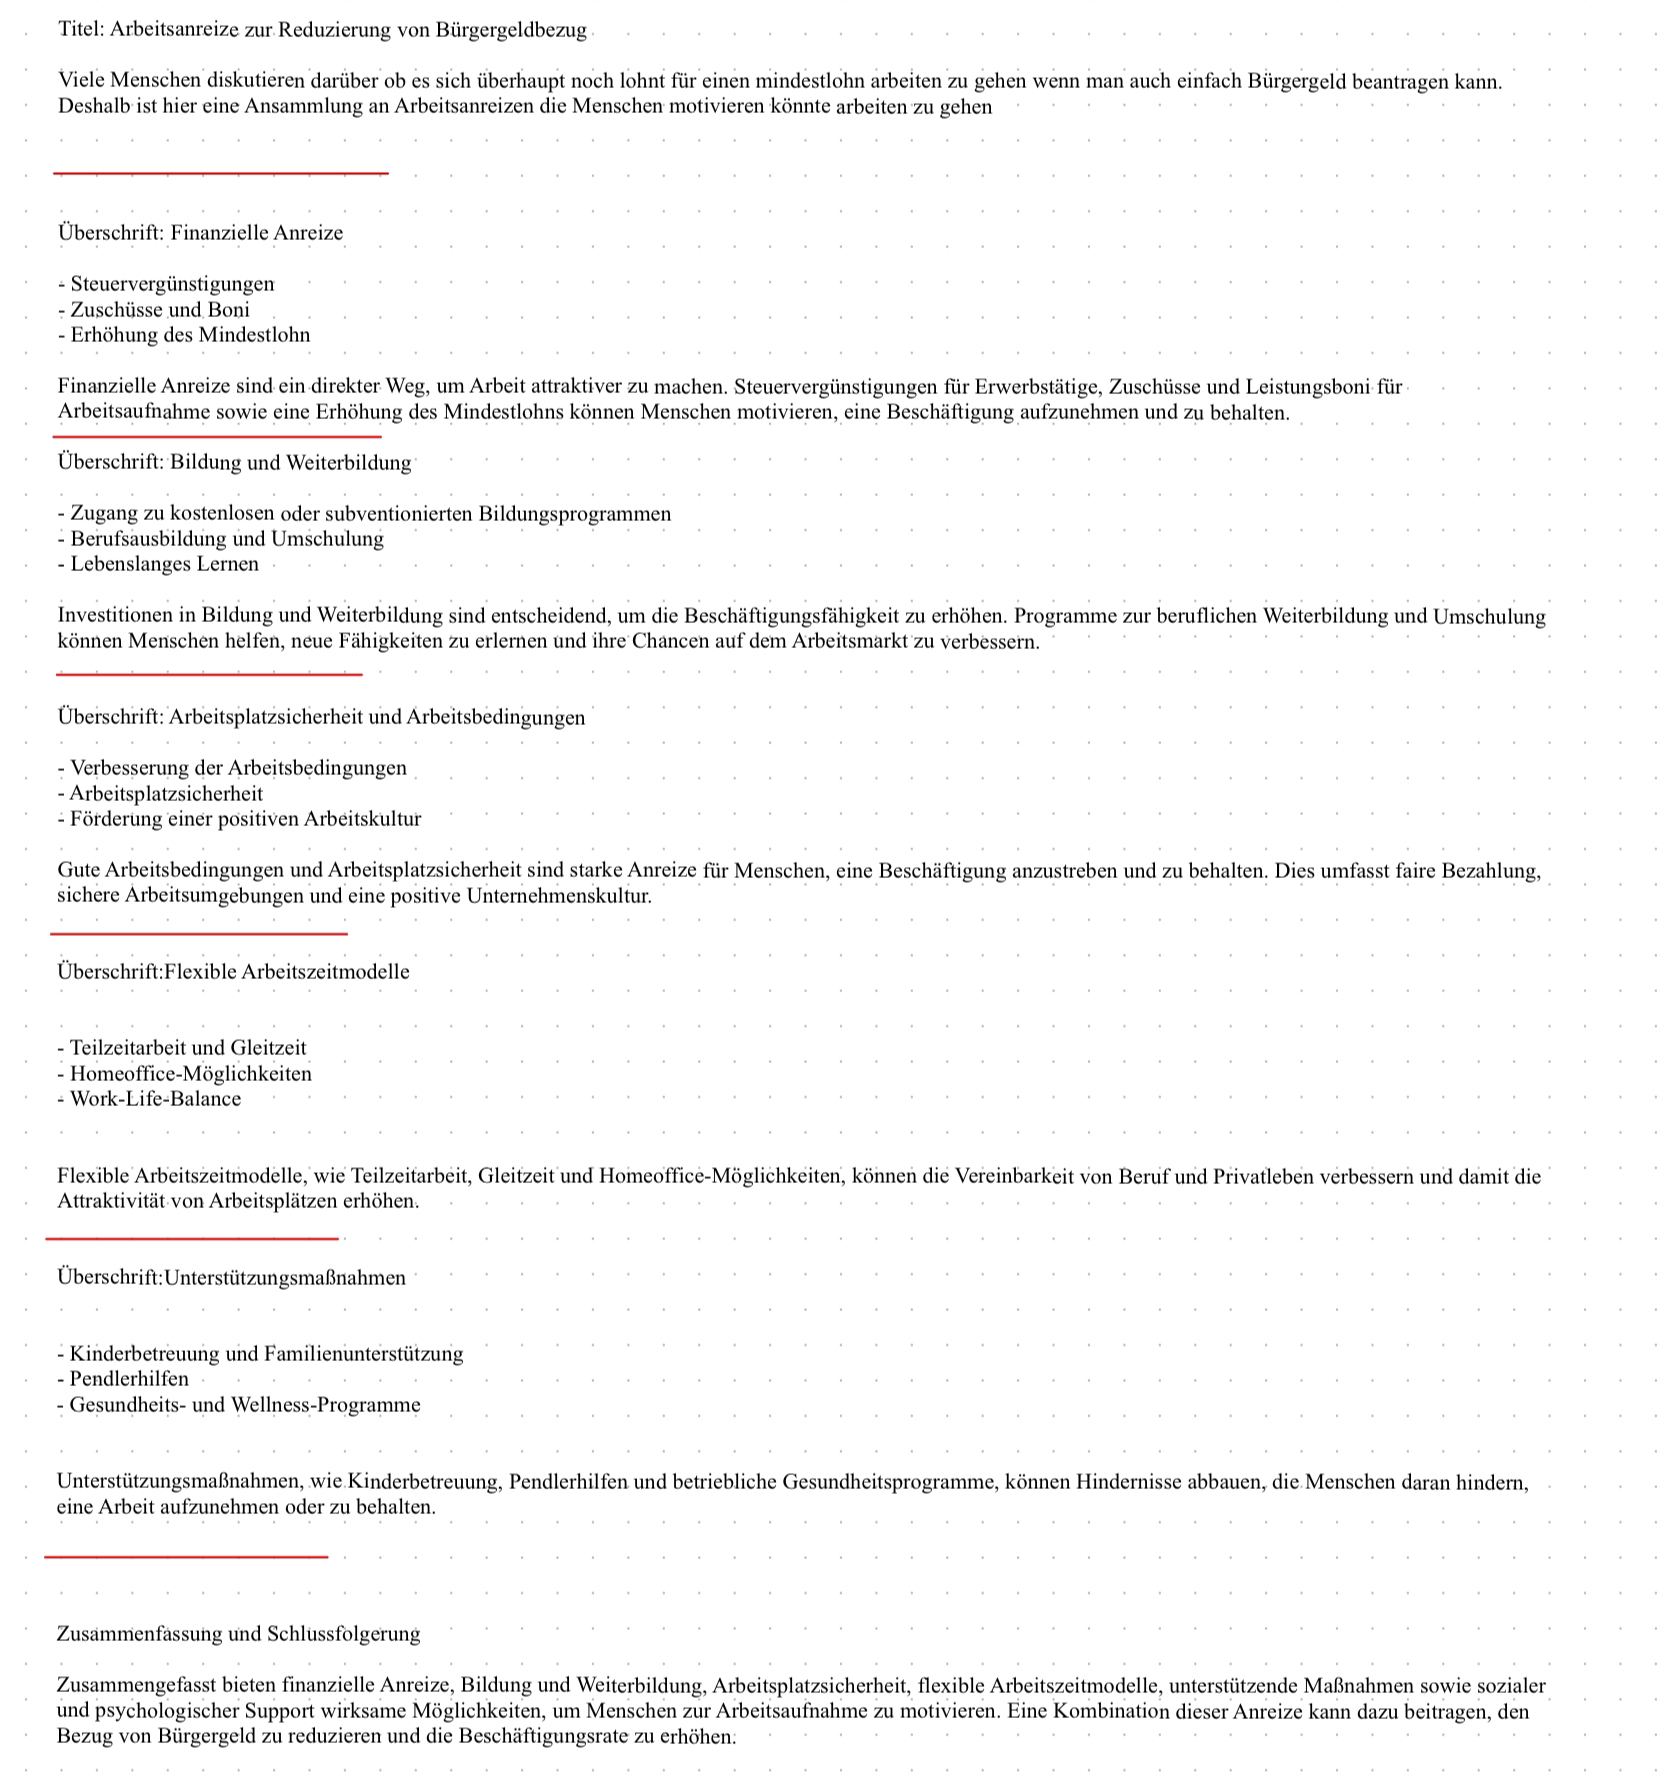 Titel: Arbeitsanreize zur Reduzierung von Bürgergeldbezug
Viele Menschen diskutieren darüber ob es sich überhaupt noch lohnt für einen mindestlohn arbeiten zu gehen wenn man auch einfach Bürgergeld beantragen kann.
Deshalb ist hier eine Ansammlung an Arbeitsanreizen die Menschen motivieren könnte arbeiten zu gehen
Überschrift: Finanzielle Anreize
- Steuervergünstigungen
- Zuschüsse und Boni
- Erhöhung des Mindestlohn
Finanzielle Anreize sind ein direkter Weg, um Arbeit attraktiver zu machen. Steuervergünstigungen für Erwerbstätige, Zuschüsse und Leistungsboni für
Arbeitsaufnahme sowie eine Erhöhung des Mindestlohns können Menschen motivieren, eine Beschäftigung aufzunehmen und zu behalten.
Überschrift: Bildung und Weiterbildung
- Zugang zu kostenlosen oder subventionierten Bildungsprogrammen
- Berufsausbildung und Umschulung
- Lebenslanges Lernen
Investitionen in Bildung und Weiterbildung sind entscheidend, um die Beschäftigungsfähigkeit zu erhöhen. Programme zur beruflichen Weiterbildung und Umschulung
können Menschen helfen, neue Fähigkeiten zu erlernen und ihre Chancen auf dem Arbeitsmarkt zu verbessern.
Überschrift: Arbeitsplatzsicherheit und Arbeitsbedingungen
- Verbesserung der Arbeitsbedingungen
- Arbeitsplatzsicherheit
- Förderung einer positiven Arbeitskultur
Gute Arbeitsbedingungen und Arbeitsplatzsicherheit sind starke Anreize für Menschen, eine Beschäftigung anzustreben und zu behalten. Dies umfasst faire Bezahlung,
sichere Arbeitsumgebungen und eine positive Unternehmenskultur.
Überschrift:Flexible Arbeitszeitmodelle
- Teilzeitarbeit und Gleitzeit
- Homeoffice-Möglichkeiten
- Work-Life-Balance
Flexible Arbeitszeitmodelle, wie Teilzeitarbeit, Gleitzeit und Homeoffice-Möglichkeiten, können die Vereinbarkeit von Beruf und Privatleben verbessern und damit die
Attraktivität von Arbeitsplätzen erhöhen.
Überschrift:Unterstützungsmaßnahmen
- Kinderbetreuung und Familienunterstützung
- Pendlerhilfen
- Gesundheits- und Wellness-Programme
Unterstützungsmaßnahmen, wie Kinderbetreuung, Pendlerhilfen und betriebliche Gesundheitsprogramme, können Hindernisse abbauen, die Menschen daran hindern,
eine Arbeit aufzunehmen oder zu behalten.
Zusammenfassung und Schlussfolgerung
Zusammengefasst bieten finanzielle Anreize, Bildung und Weiterbildung, Arbeitsplatzsicherheit, flexible Arbeitszeitmodelle, unterstützende Maßnahmen sowie sozialer
und psychologischer Support wirksame Möglichkeiten, um Menschen zur Arbeitsaufnahme zu motivieren. Eine Kombination dieser Anreize kann dazu beitragen, den
Bezug von Bürgergeld zu reduzieren und die Beschäftigungsrate zu erhöhen.